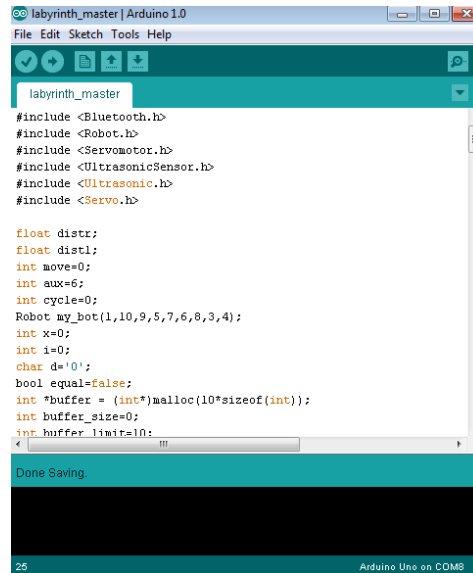 labyrinth_master | Arduino 1.0
File Edit Sketch Tools Help
labyrinth_master
#include <Bluetooth.h>
#include <Robot.h>
#include <Servomotor.h>
#include <UltrasonicSensor.h>
#include <Ultrasonic.h>
#include <Servo.h>
float distr;
float distl;
int move=0;
int aux=6;
int cycle=0;
Robot my_bot(1,10,9,5,7,6,8,3,4);
int x=0;
int i=0;
char d='0';
bool equal=false;
int *buffer = (int*)malloc(10*sizeof(int));
int buffer_size=0;
int buffer_limit=10;
Done Saving.
25
Arduino Uno on COM8